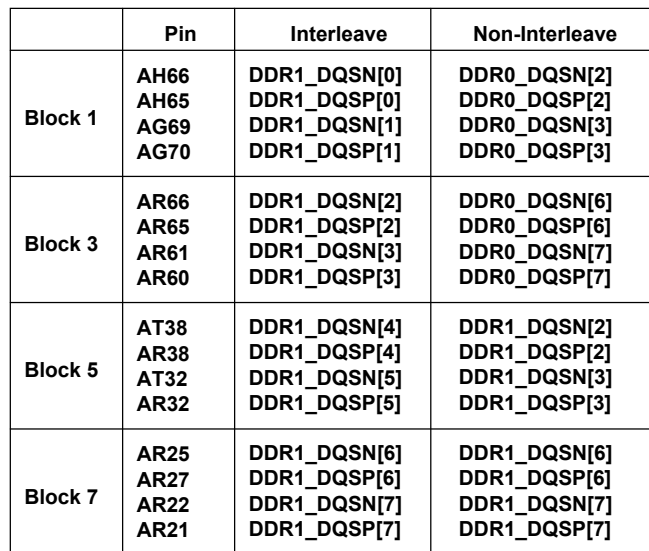 Pin Interleave Non-Interleave
AH66 DDR1_DQSN[0] DDR0_DQSN[2]
AH65 DDR1_DQSP[0] DDR0_DQSP[2]
Block 1
AG69 DDR1_DQSN[1] DDR0_DQSN[3]
AG70 DDR1_DQSP[1] DDR0_DQSP[3]
AR66 DDR1_DQSN[2] DDR0_DQSN[6]
AR65 DDR1_DQSP[2] DDR0_DQSP[6]
Block 3
AR61 DDR1_DQSN[3] DDR0_DQSN[7]
AR60 DDR1_DQSP[3] DDR0_DQSP[7]
AT38 DDR1_DQSN[4] DDR1_DQSN[2]
AR38 DDR1_DQSP[4] DDR1_DQSP[2]
Block 5
AT32 DDR1_DQSN[5] DDR1_DQSN[3]
AR32 DDR1_DQSP[5] DDR1_DQSP[3]
AR25 DDR1_DQSN[6] DDR1_DQSN[6]
AR27 DDR1_DQSP[6] DDR1_DQSP[6]
Block 7
AR22 DDR1_DQSN[7] DDR1_DQSN[7]
AR21 DDR1_DQSP[7] DDR1_DQSP[7]